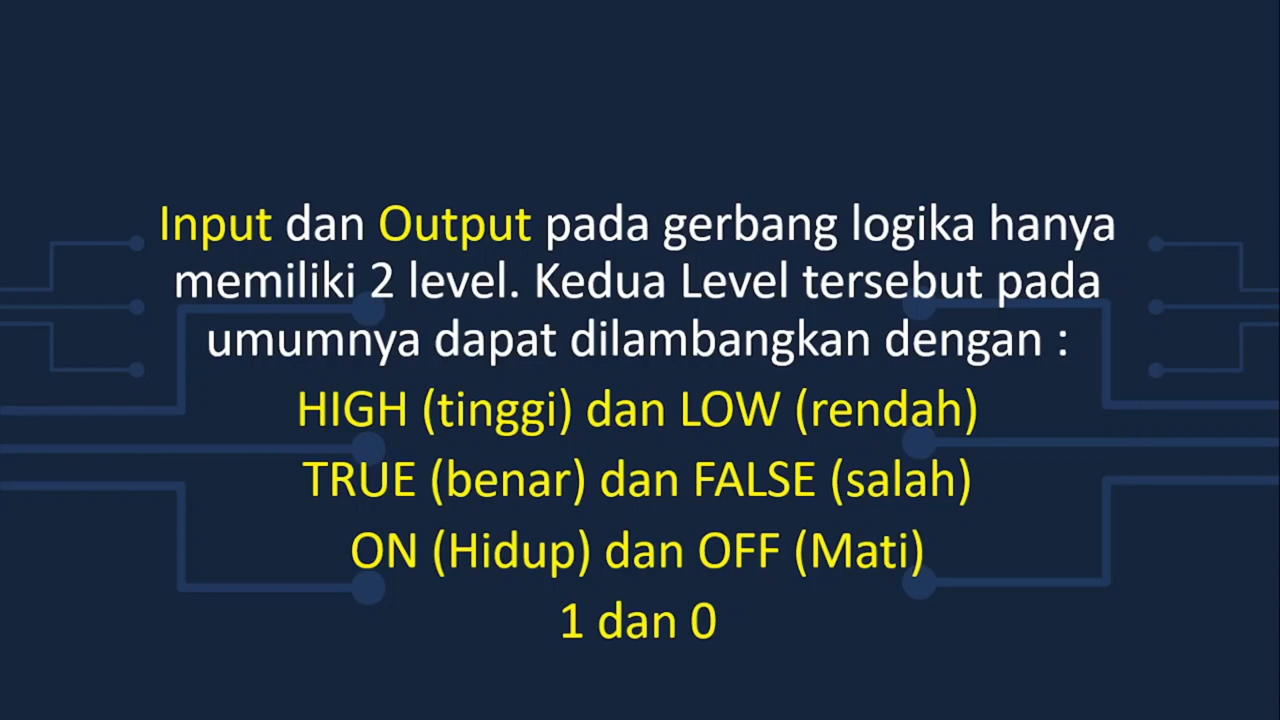 Input dan Output pada gerbang logika hanya
memiliki 2 level. Kedua Level tersebut pada
umumnya dapat dilambangkan dengan :
HIGH (tinggi) dan LOW (rendah)
TRUE (benar) dan FALSE (salah)
ON (Hidup) dan OFF (Mati)
1 dan 0